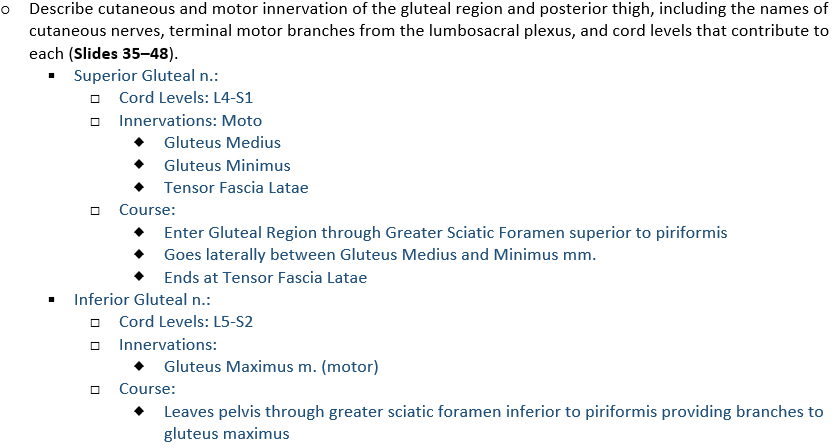 Describe cutaneous and motor innervation of the gluteal region and posterior thigh, including the names of
cutaneous nerves, terminal motor branches from the lumbosacral plexus, and cord levels that contribute to
each (Slides 35–48).
Superior Gluteal n.:
Cord Levels: L4-S1
Innervations: Moto
Gluteus Medius
Gluteus Minimus
Tensor Fascia Latae
Course:
Enter Gluteal Region through Greater Sciatic Foramen superior to piriformis
Goes laterally between Gluteus Medius and Minimus mm.
Ends at Tensor Fascia Latae
Inferior Gluteal n.:
Cord Levels: L5-S2
Innervations:
Gluteus Maximus m. (motor)
Course:
Leaves pelvis through greater sciatic foramen inferior to piriformis providing branches to
gluteus maximus